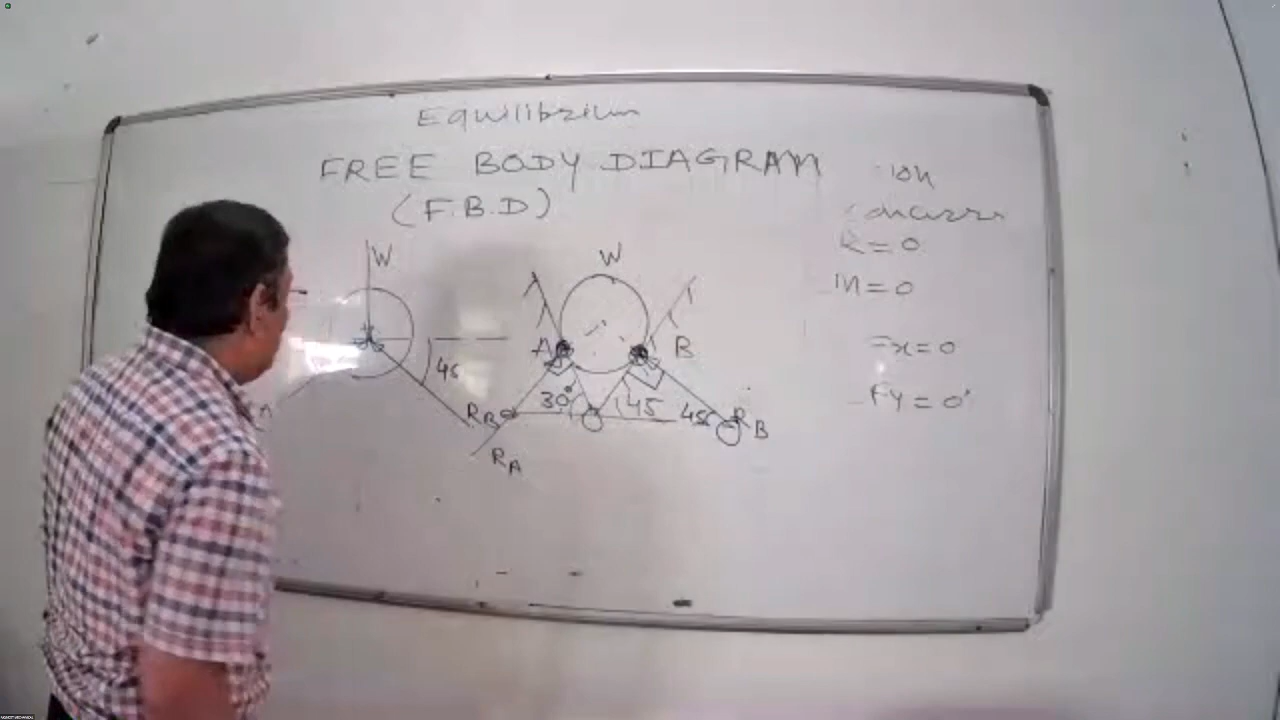 Equilibrium
FREE BODY DIAGRAM
(F.B.D)
R = 0
M = 0
Fx = 0
Fy = 0
W
45
RB
RA
W
A
B
30°
45
45
RB